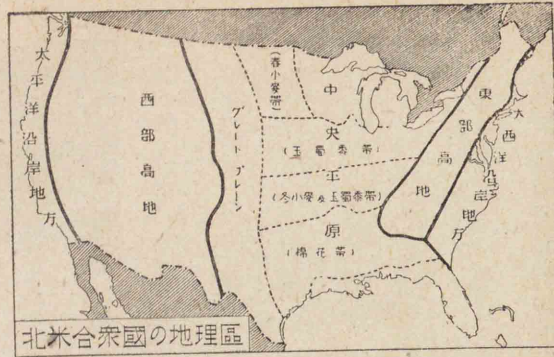 太平洋沿岸地方
西部高地
グレートプレーン
(春小麥帶)
中央平原
(玉蜀黍帶)
(冬小麥及玉蜀黍帶)
(棉花帶)
東部高地
大西洋沿岸地方
北米合衆國の地理區